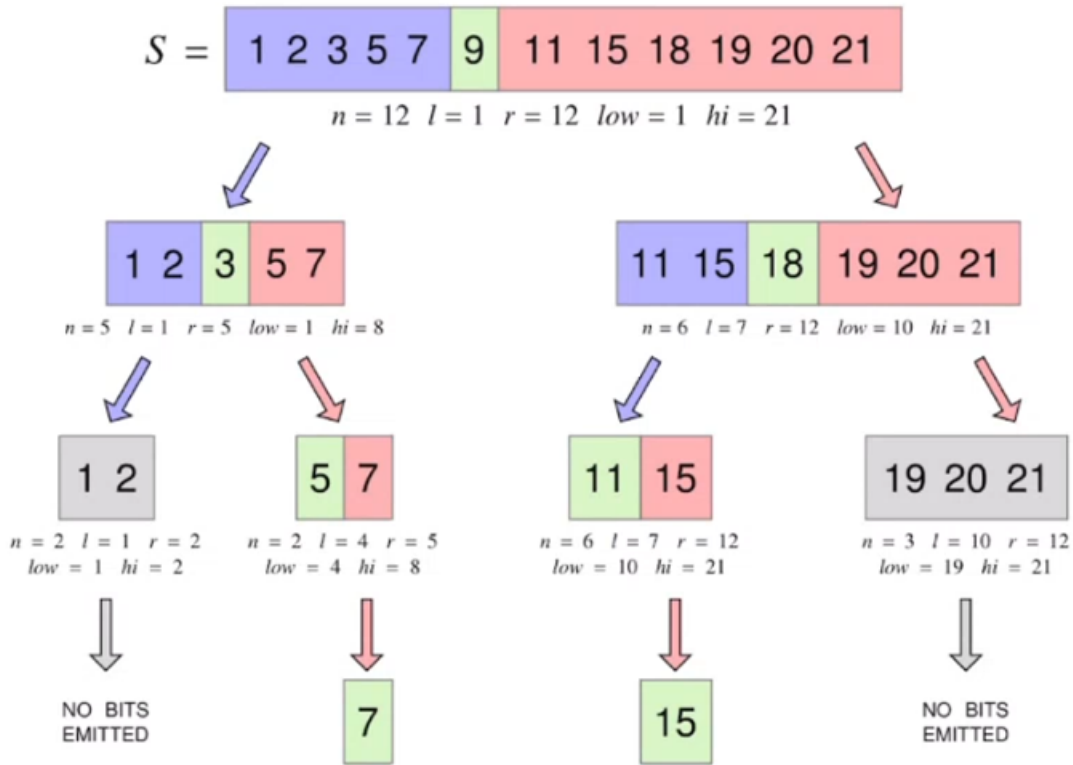 S = 1 2 3 5 7 9 11 15 18 19 20 21
n = 12 l = 1 r = 12 low = 1 hi = 21
1 2 3 5 7
11 15 18 19 20 21
n = 5 l = 1 r = 5 low = 1 hi = 8
n = 6 l = 7 r = 12 low = 10 hi = 21
1 2
5 7
11 15
19 20 21
n = 2 l = 1 r = 2
low = 1 hi = 2
n = 2 l = 4 r = 5
low = 4 hi = 8
n = 6 l = 7 r = 12
low = 10 hi = 21
n = 3 l = 10 r = 12
low = 19 hi = 21
NO BITS
EMITTED
7
15
NO BITS
EMITTED